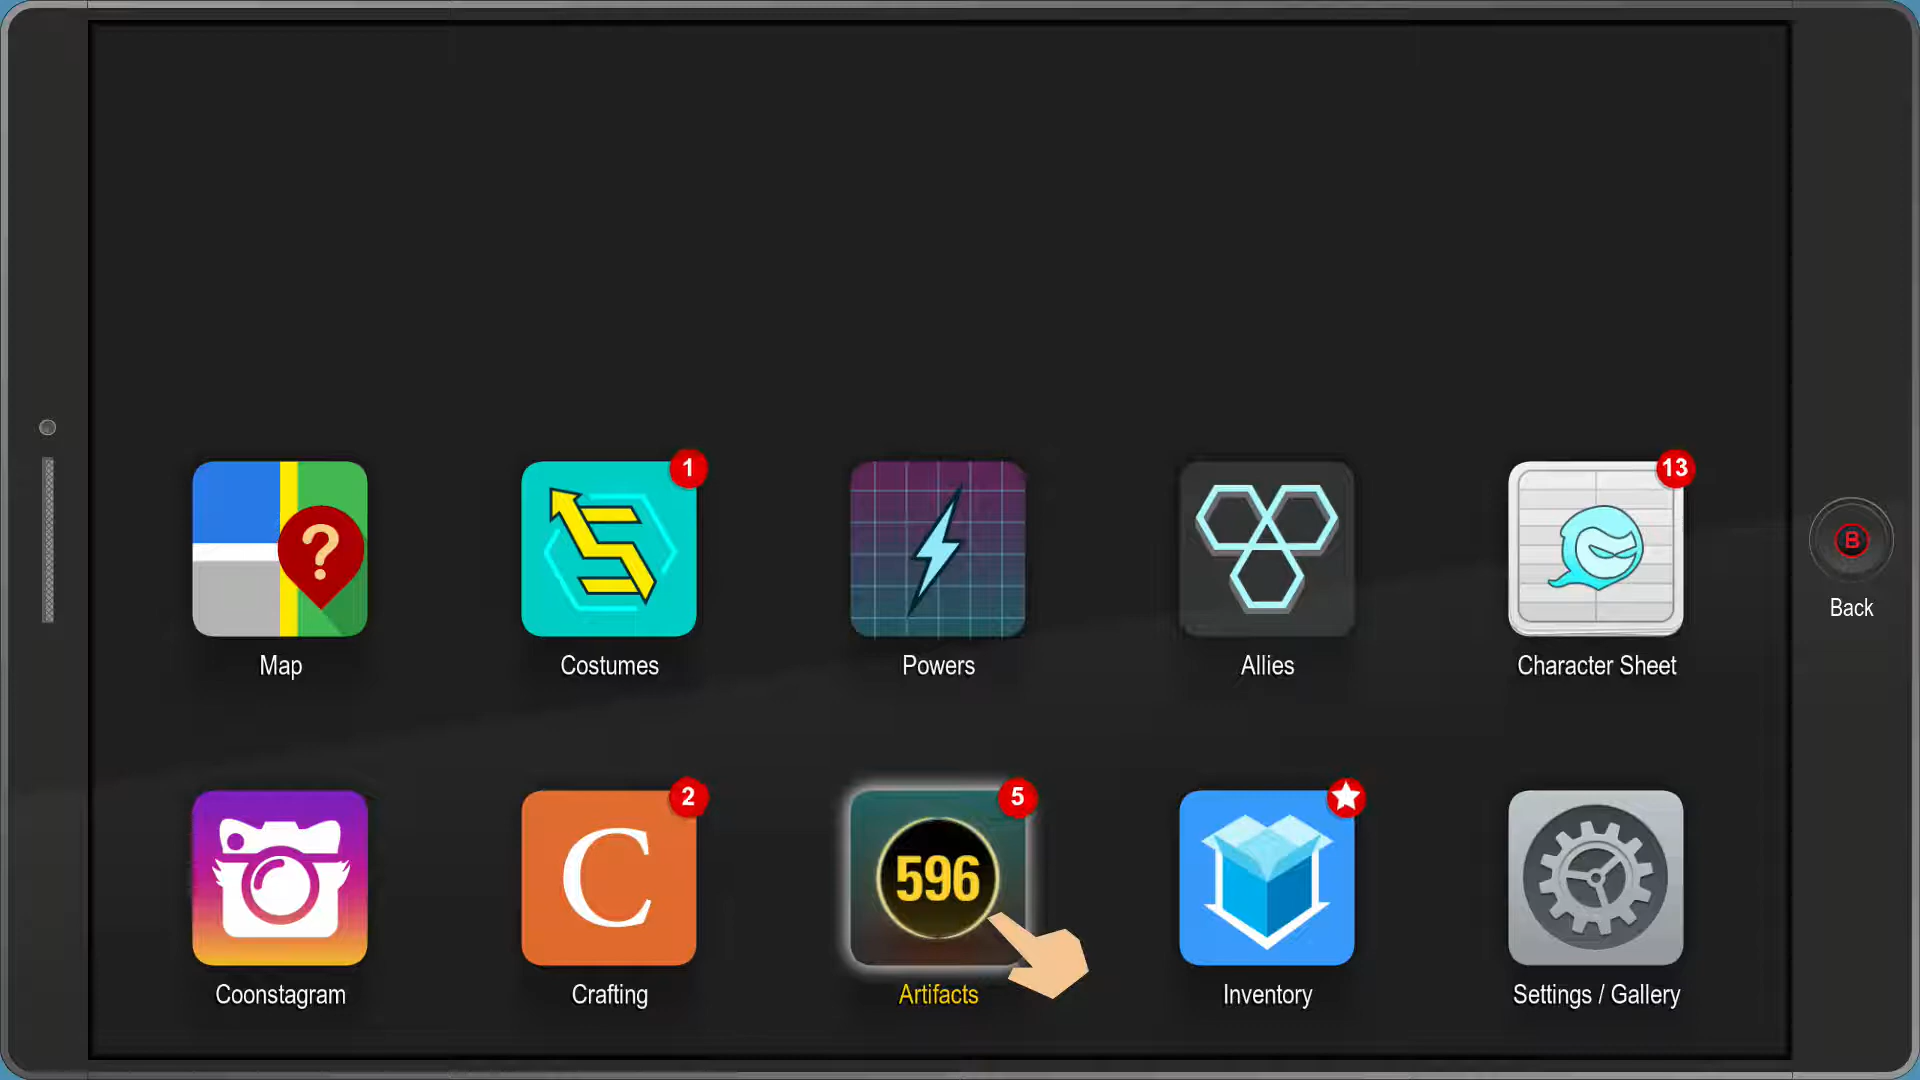 1
13
?
Map
Costumes
Powers
Allies
Character Sheet
B
Back
2
5
C
596
Coonstagram
Crafting
Artifacts
Inventory
Settings / Gallery